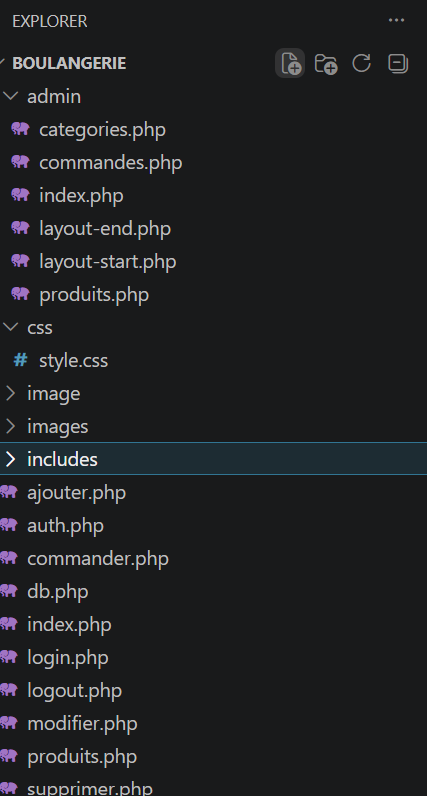 EXPLORER
BOULANGERIE
admin
categories.php
commandes.php
index.php
layout-end.php
layout-start.php
produits.php
css
# style.css
image
images
includes
ajouter.php
auth.php
commander.php
db.php
index.php
login.php
logout.php
modifier.php
produits.php
supprimer.php